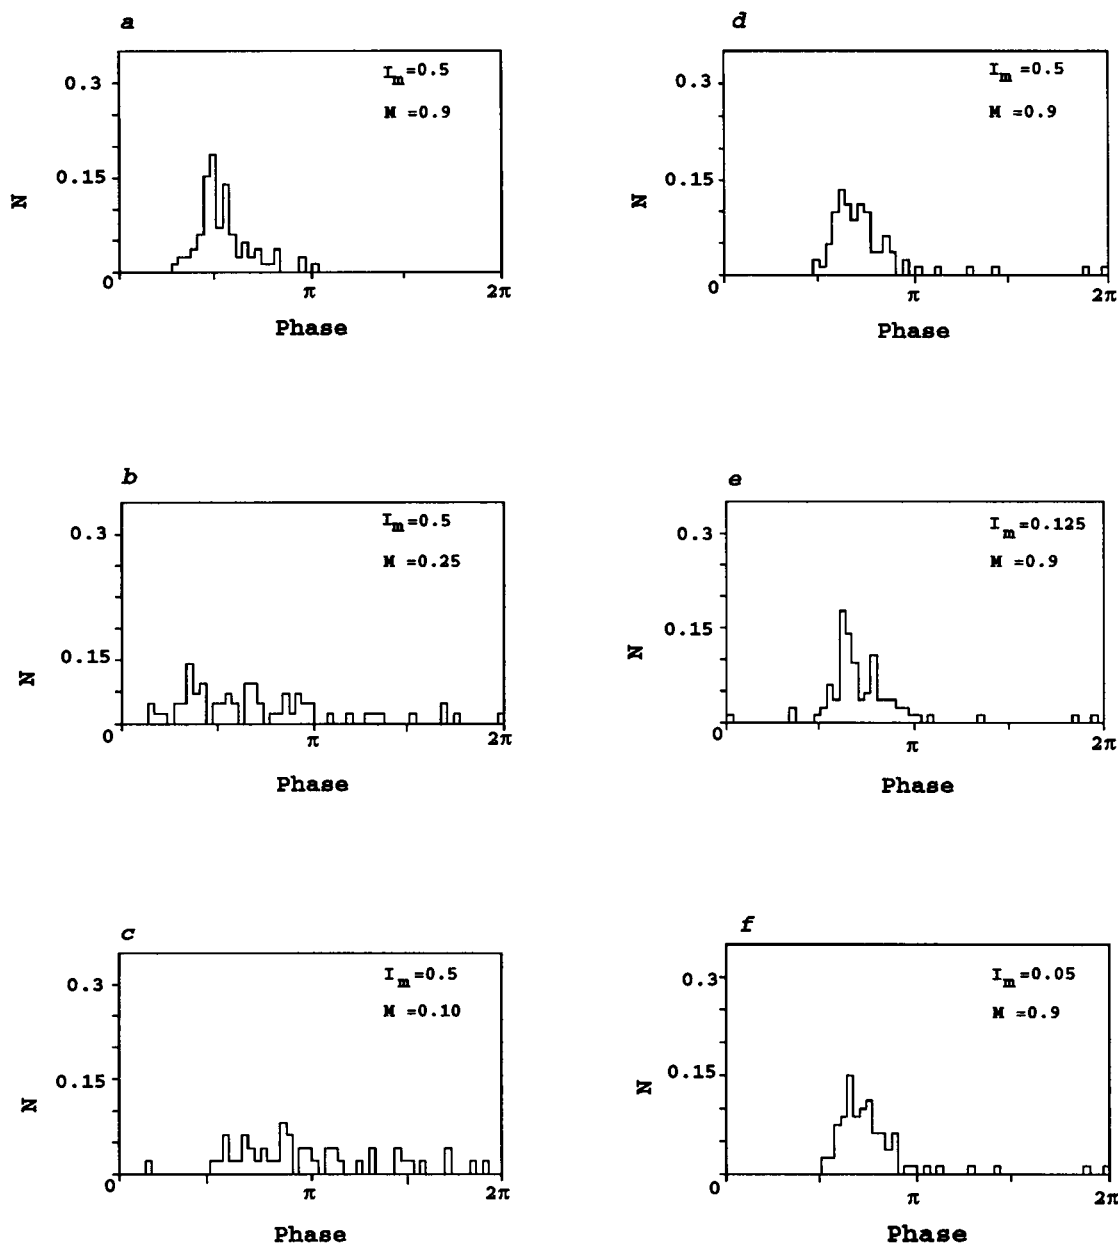 a
I_m=0.5
M =0.9
0.3
0.15
0
N
π
2π
Phase
b
I_m=0.5
M =0.25
0.3
0.15
0
N
π
2π
Phase
c
I_m=0.5
M =0.10
0.3
0.15
0
N
π
2π
Phase
d
I_m=0.5
M =0.9
0.3
0.15
0
N
π
2π
Phase
e
I_m=0.125
M =0.9
0.3
0.15
0
N
π
2π
Phase
f
I_m=0.05
M =0.9
0.3
0.15
0
N
π
2π
Phase